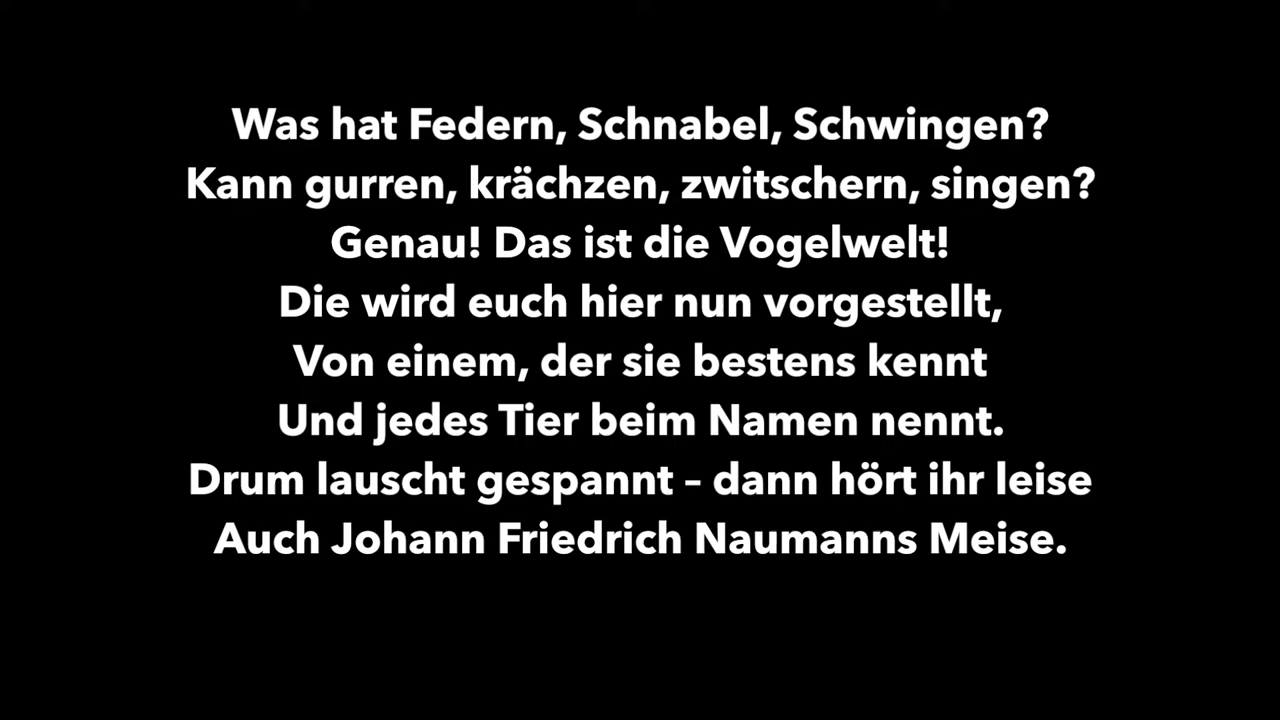 Was hat Federn, Schnabel, Schwingen?
Kann gurren, krächzen, zwitschern, singen?
Genau! Das ist die Vogelwelt!
Die wird euch hier nun vorgestellt,
Von einem, der sie bestens kennt
Und jedes Tier beim Namen nennt.
Drum lauscht gespannt – dann hört ihr leise
Auch Johann Friedrich Naumanns Meise.